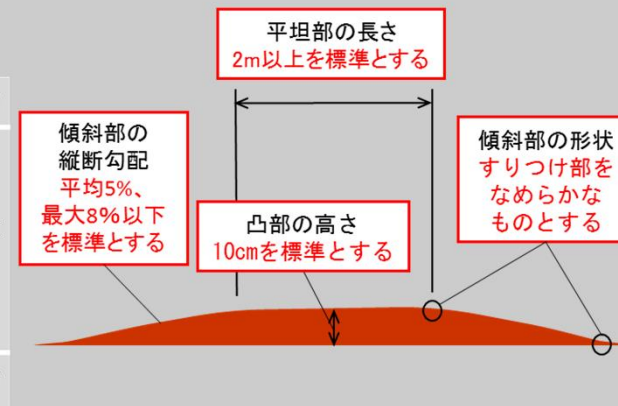 平坦部の長さ
2m以上を標準とする
傾斜部の
縦断勾配
平均5%、
最大8%以下
を標準とする
凸部の高さ
10cmを標準とする
傾斜部の形状
すりつけ部を
なめらかな
ものとする